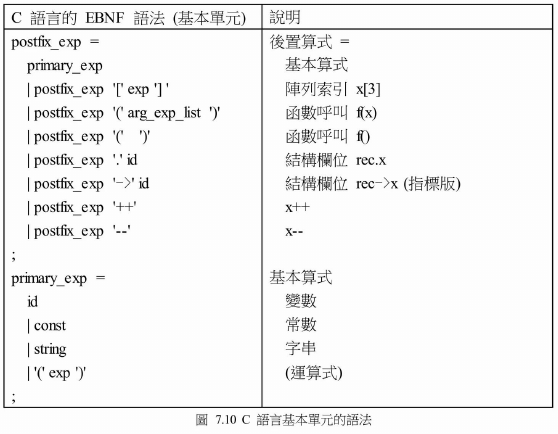 C 語言的 EBNF 語法 (基本單元) 說明
postfix_exp = 後置算式 =
primary_exp 基本算式
| postfix_exp '[' exp ']' 陣列索引 x[3]
| postfix_exp '(' arg_exp_list ')' 函數呼叫 f(x)
| postfix_exp '(' ')' 函數呼叫 f()
| postfix_exp '.' id 結構欄位 rec.x
| postfix_exp '->' id 結構欄位 rec->x (指標版)
| postfix_exp '++' x++
| postfix_exp '--' x--
;
primary_exp = 基本算式
id 變數
| const 常數
| string 字串
| '(' exp ')' (運算式)
;
圖 7.10 C 語言基本單元的語法